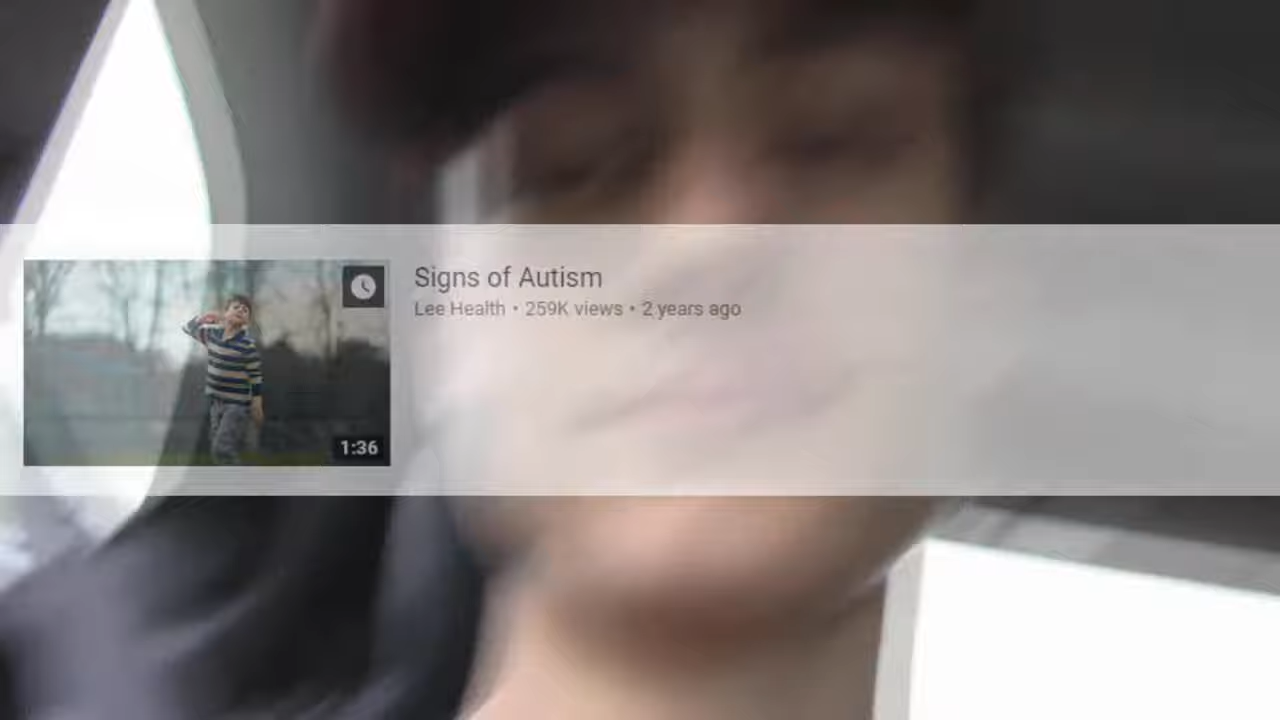 Signs of Autism
Lee Health • 259K views • 2 years ago
1:36